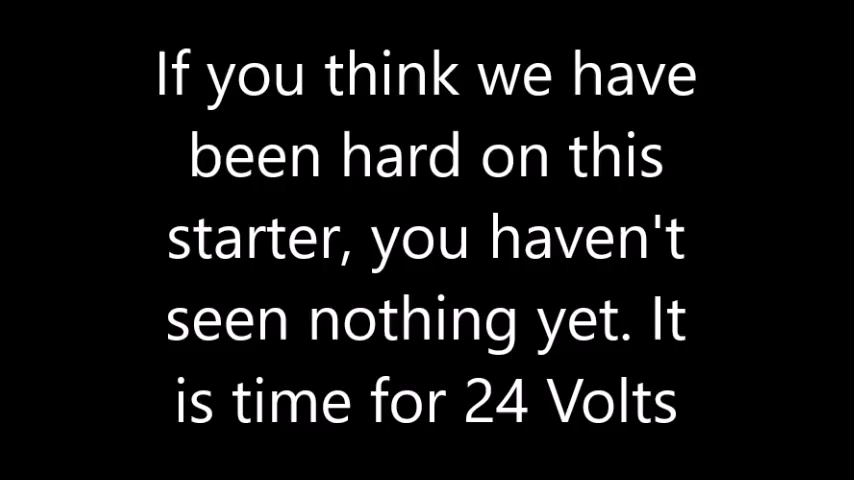 If you think we have
been hard on this
starter, you haven't
seen nothing yet. It
is time for 24 Volts